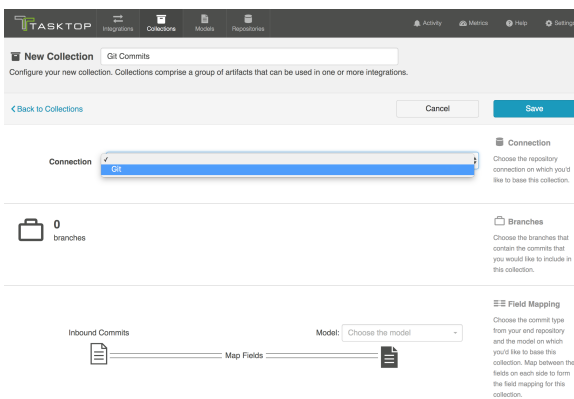 TASKTOP
Integrations
Collections
Models
Repositories
Activity
Metrics
Help
Settings
New Collection
Git Commits
Configure your new collection. Collections comprise a group of artifacts that can be used in one or more integrations.
Back to Collections
Cancel
Save
Connection
Git
Connection
Choose the repository
connection on which you'd
like to base this collection.
0
branches
Branches
Choose the branches that
contain the commits that
you would like to include in
this collection.
Inbound Commits
Model:
Choose the model
Map Fields
Field Mapping
Choose the commit type
from your end repository
and the model on which
you'd like to base this
collection. Map between the
fields on each side to form
the field mapping for this
collection.